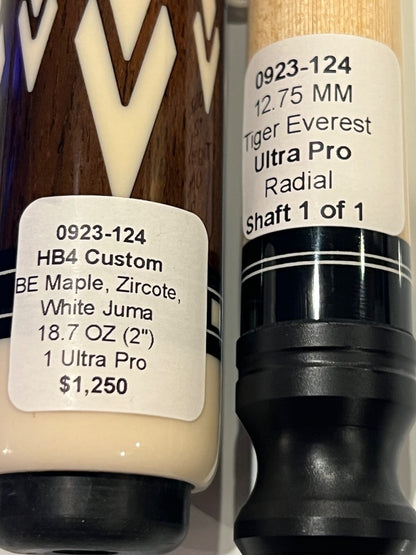 0923-124
HB4 Custom
BE Maple, Zircote,
White Juma
18.7 OZ (2")
1 Ultra Pro
$1,250
0923-124
12.75 MM
Tiger Everest
Ultra Pro
Radial
Shaft 1 of 1